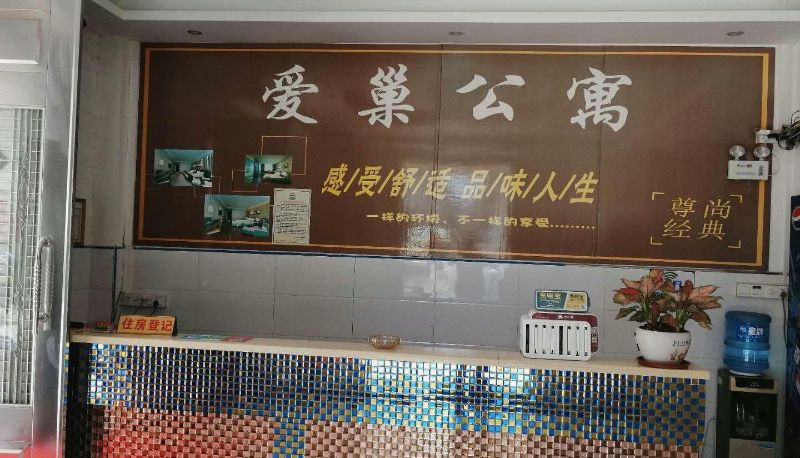 爱巢公寓
感/受/舒/适 品/味/人/生
一样的环境，不一样的享受.........
尊尚
经典
住房登记